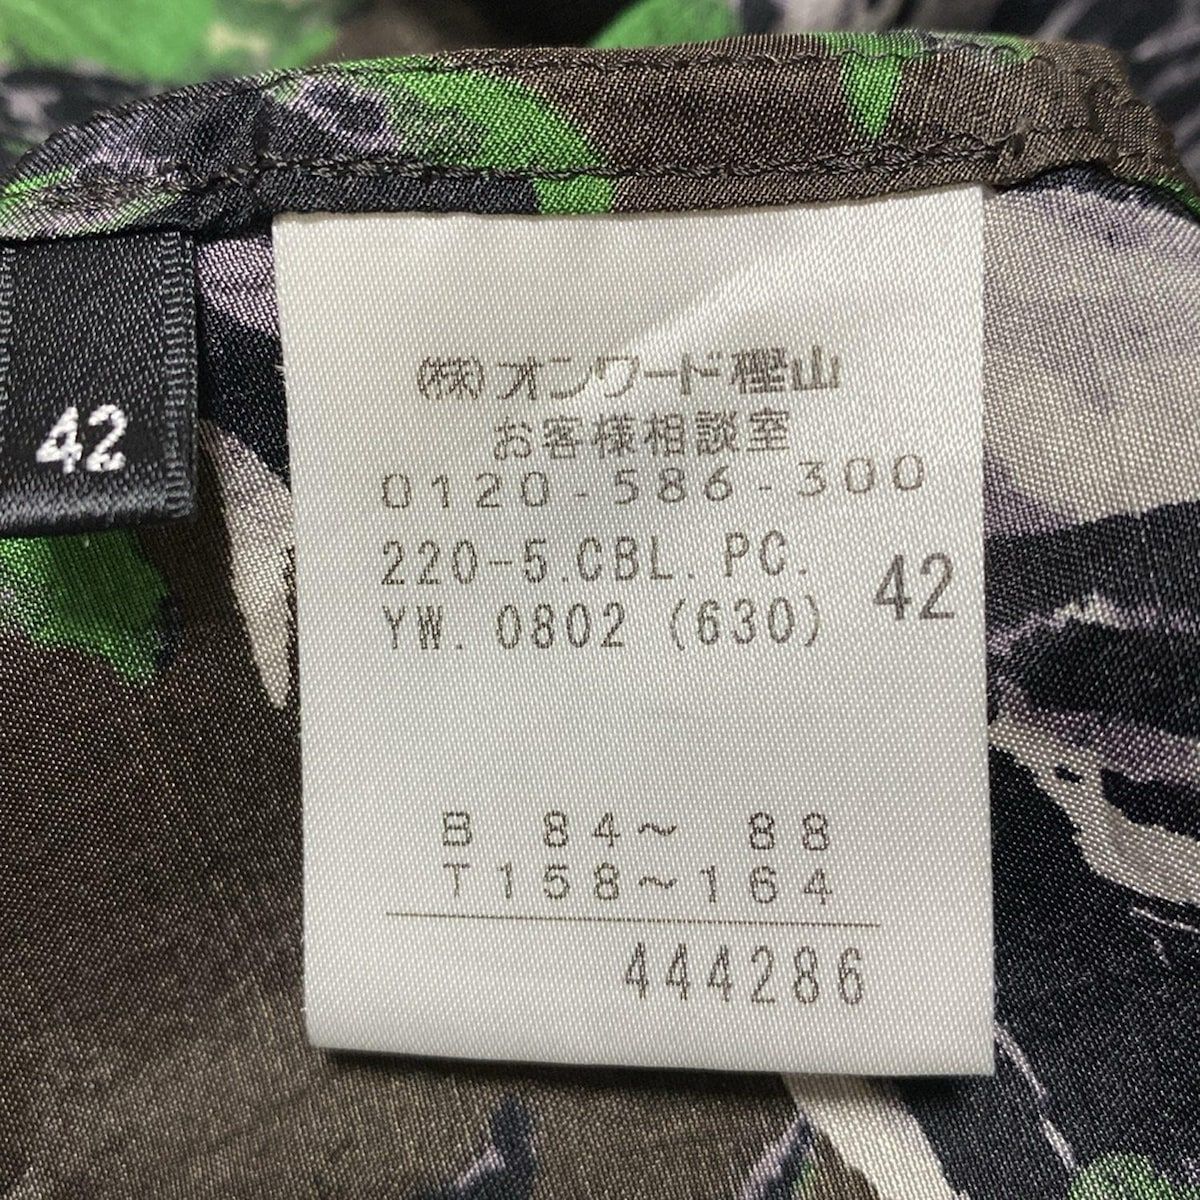 42
(株)オンワード樫山
お客様相談室
0120-586-300
220-5.CBL.PC.
YW.0802(630)
42
B 84～ 88
T158～164
444286